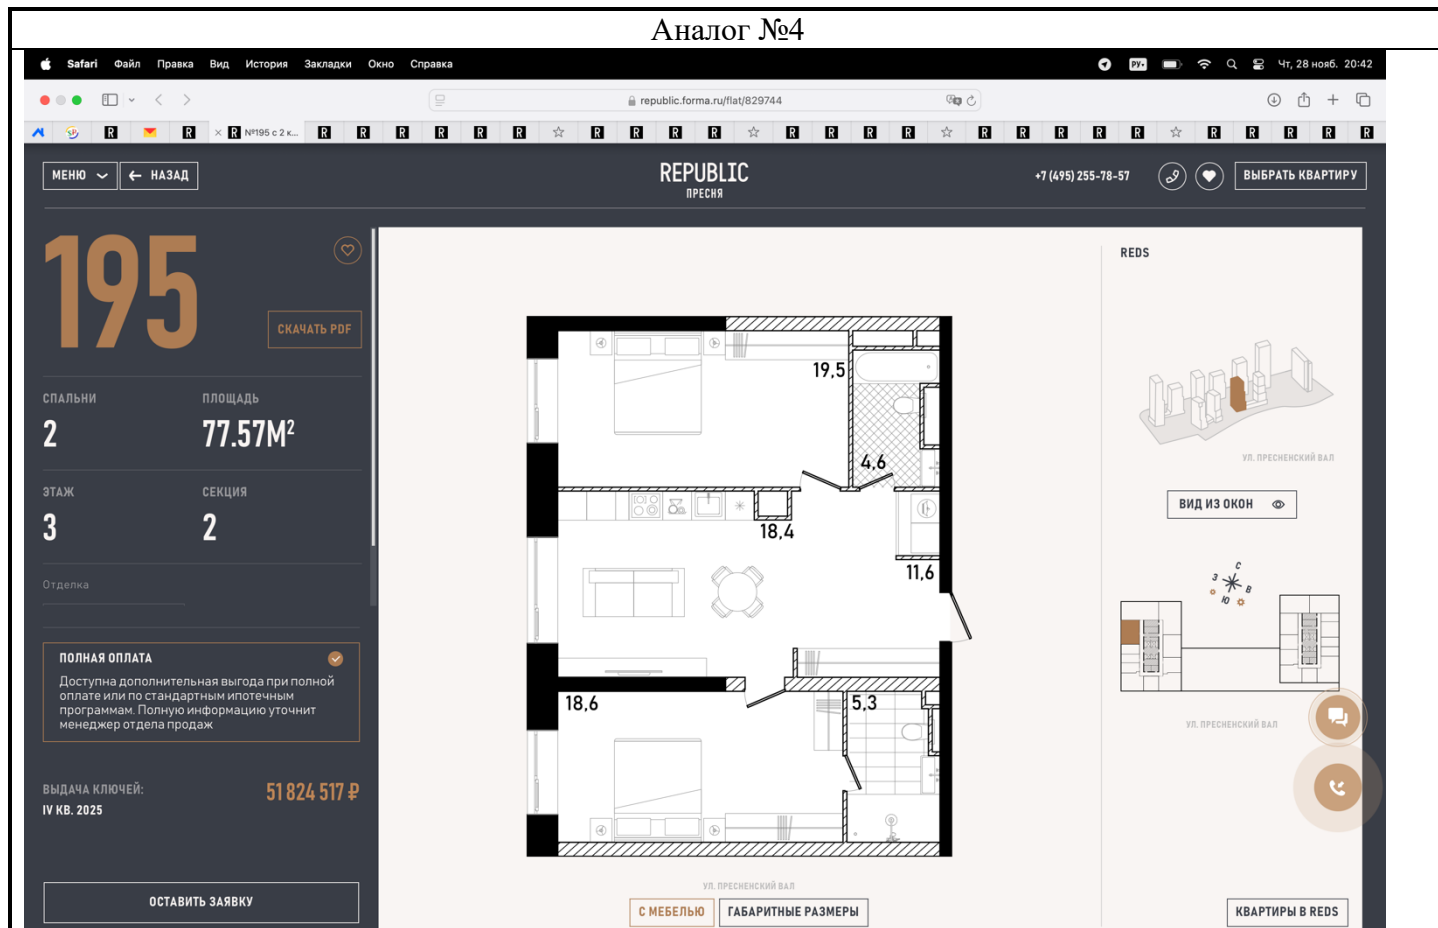 Аналог №4
Safari Файл Правка Вид История Закладки Окно Справка
РУ Чт, 28 нояб. 20:42
republic.forma.ru/flat/829744
№195 с 2 к...
МЕНЮ НАЗАД
REPUBLIC
ПРЕСНЯ
+7 (495) 255-78-57
ВЫБРАТЬ КВАРТИРУ
195
СКАЧАТЬ PDF
СПАЛЬНИ ПЛОЩАДЬ
2 77.57М²
ЭТАЖ СЕКЦИЯ
3 2
Отделка
ПОЛНАЯ ОПЛАТА
Доступна дополнительная выгода при полной
оплате или по стандартным ипотечным
программам. Полную информацию уточнит
менеджер отдела продаж
ВЫДАЧА КЛЮЧЕЙ:
IV КВ. 2025
51 824 517 ₽
ОСТАВИТЬ ЗАЯВКУ
19,5
4,6
18,4
11,6
18,6
5,3
УЛ. ПРЕСНЕНСКИЙ ВАЛ
С МЕБЕЛЬЮ ГАБАРИТНЫЕ РАЗМЕРЫ
REDS
УЛ. ПРЕСНЕНСКИЙ ВАЛ
ВИД ИЗ ОКОН
С
З В
Ю
УЛ. ПРЕСНЕНСКИЙ ВАЛ
КВАРТИРЫ В REDS